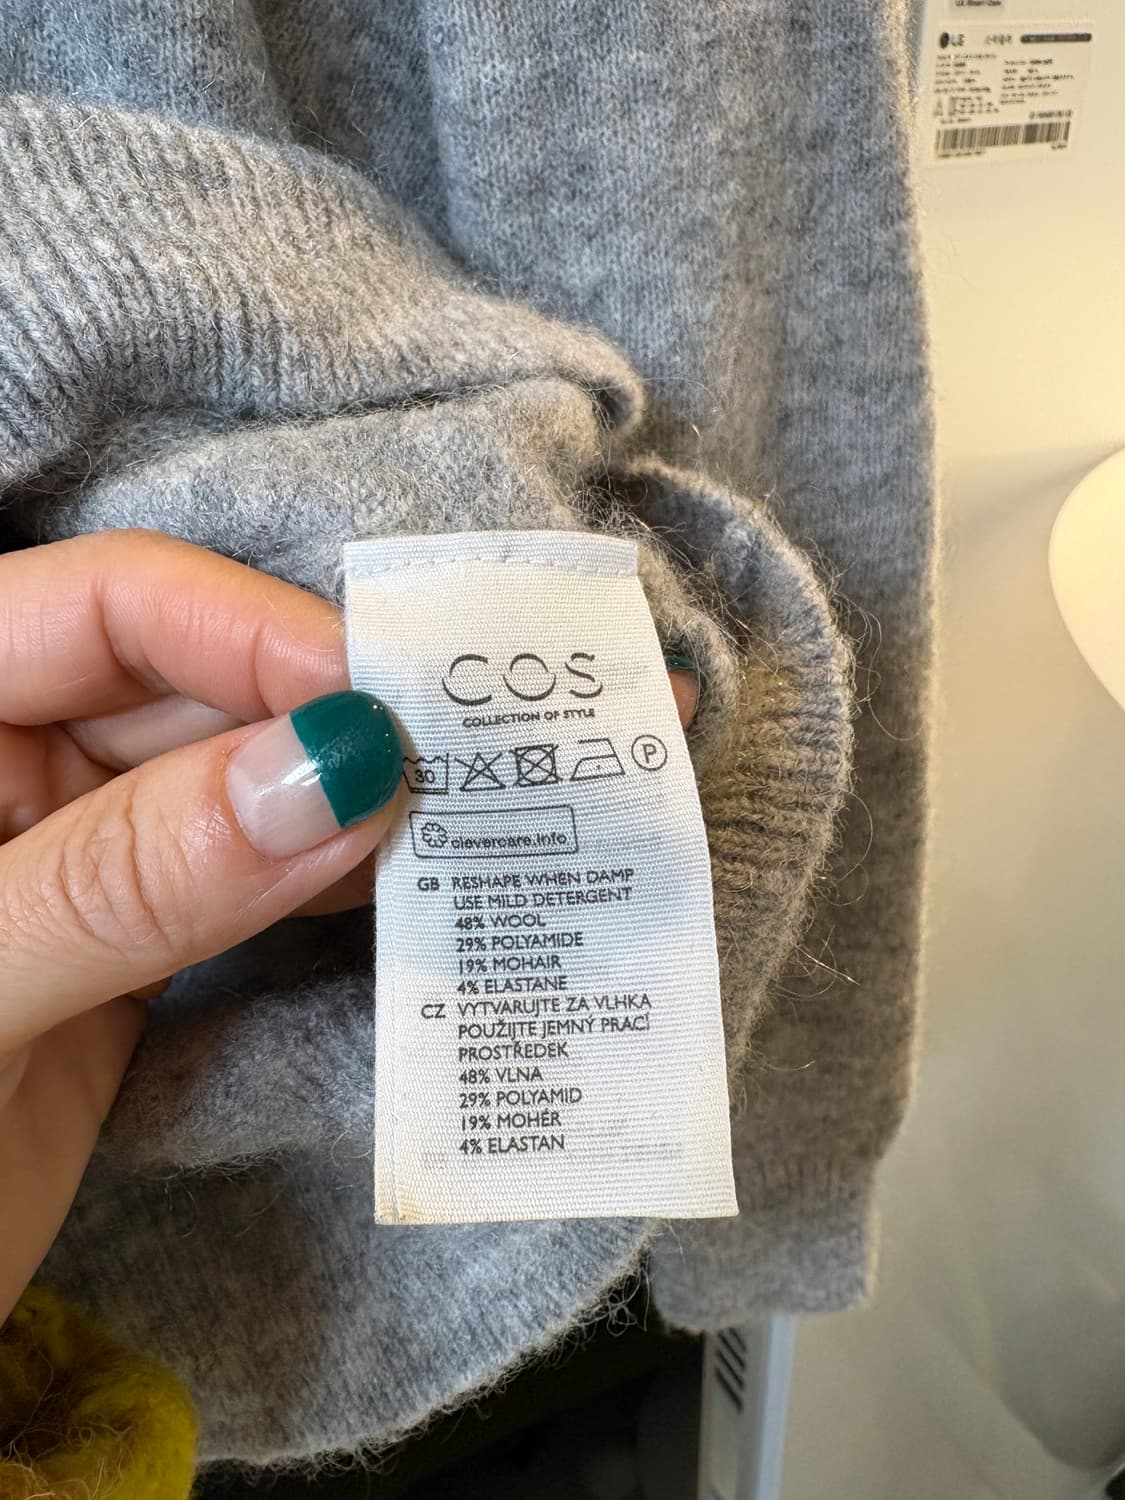 LG
COS
COLLECTION OF STYLE
30 P
clevercare.info
GB RESHAPE WHEN DAMP
USE MILD DETERGENT
48% WOOL
29% POLYAMIDE
19% MOHAIR
4% ELASTANE
CZ VYTVARUJTE ZA VLHKA
POUŽIJTE JEMNÝ PRACÍ
PROSTŘEDEK
48% VLNA
29% POLYAMID
19% MOHÉR
4% ELASTAN